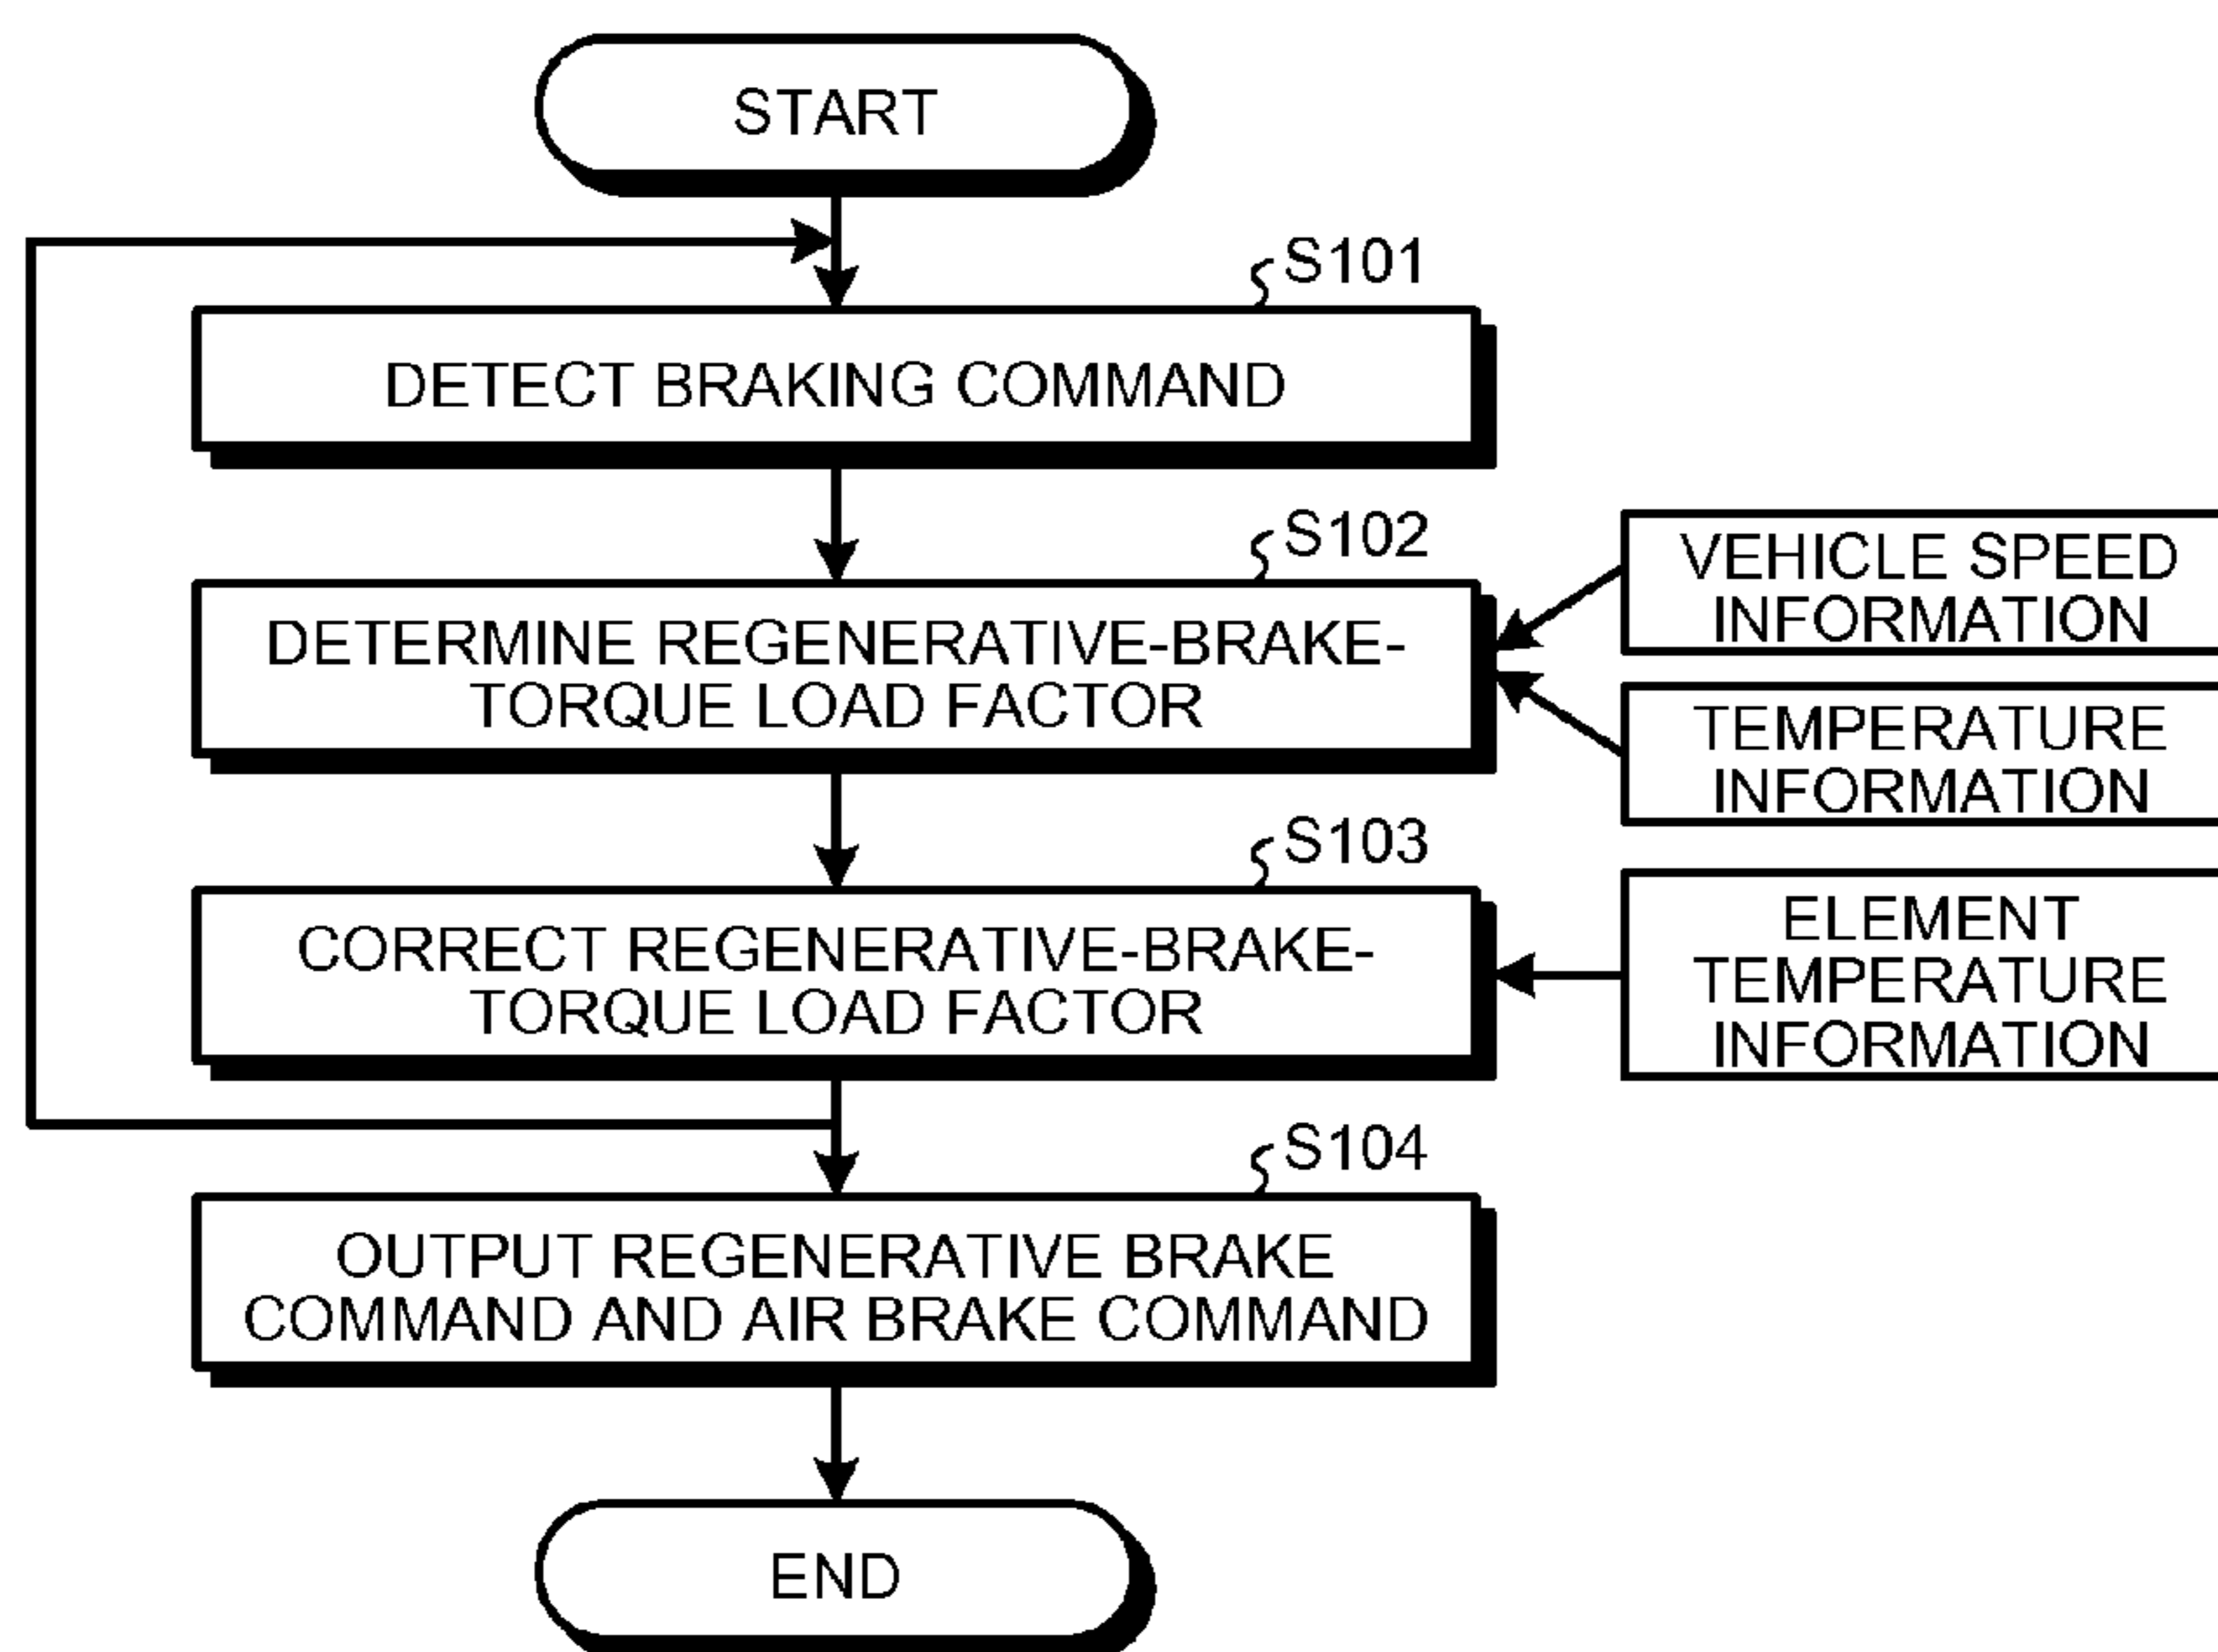 START
S101
DETECT BRAKING COMMAND
S102
DETERMINE REGENERATIVE-BRAKE-
TORQUE LOAD FACTOR
VEHICLE SPEED
INFORMATION
TEMPERATURE
INFORMATION
S103
CORRECT REGENERATIVE-BRAKE-
TORQUE LOAD FACTOR
ELEMENT
TEMPERATURE
INFORMATION
S104
OUTPUT REGENERATIVE BRAKE
COMMAND AND AIR BRAKE COMMAND
END